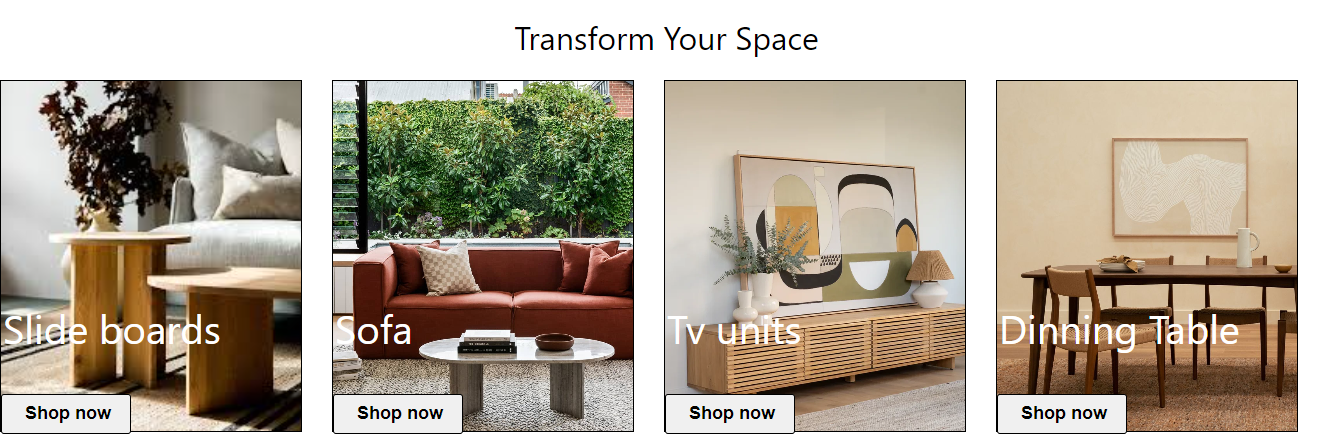 Transform Your Space
Slide boards
Sofa
Tv units
Dinning Table
Shop now
Shop now
Shop now
Shop now